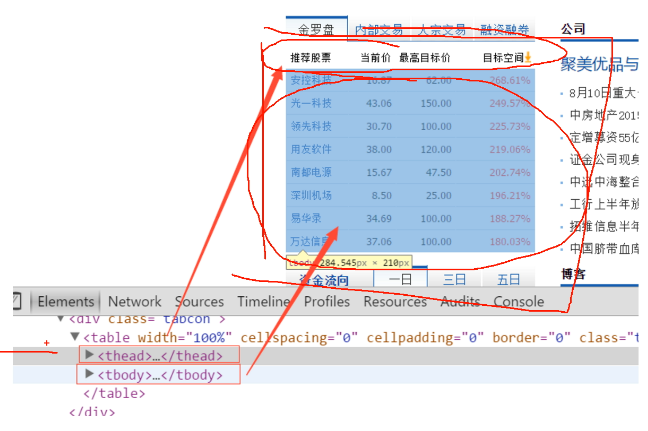 金罗盘 内部交易 大宗交易 融资融券 公司
推荐股票 当前价 最高目标价 目标空间
聚美优品与
安控科技 16.87 62.00 268.61%
8月10日重大
光一科技 43.06 150.00 249.57%
中房地产2015
领先科技 30.70 100.00 225.73%
定增募资55亿
用友软件 38.00 120.00 219.06%
证金公司现身
南都电源 15.67 47.50 202.74%
中远中海整合
深圳机场 8.50 25.00 196.21%
工行上半年
易华录 34.69 100.00 188.27%
拓维信息半年
万达信息 37.06 100.00 180.03%
中国脐带血库
tbody 284.545px × 210px
资金流向 一日 三日 五日 博客
Elements Network Sources Timeline Profiles Resources Audits Console
▼<div class="tabcon">
▼<table width="100%" cellspacing="0" cellpadding="0" border="0" class="t
▶<thead>…</thead>
▶<tbody>…</tbody>
</table>
</div>